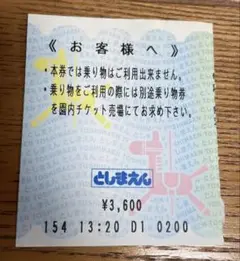 《お客様へ》
・本券では乗り物はご利用出来ません。
・乗り物をご利用の際には別途乗り物券
を園内チケット売場にてお求め下さい。
としまえん
¥3,600
154 13:20 D1 0200